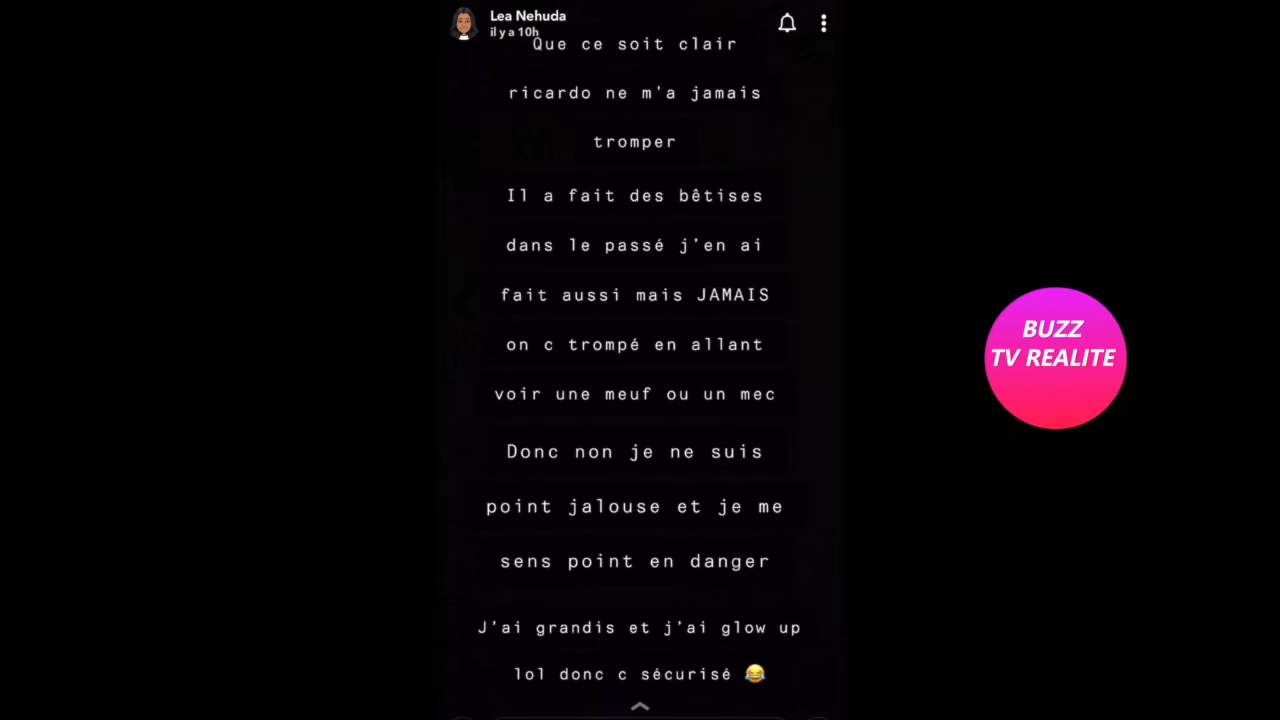 Lea Nehuda
il y a 10h
Que ce soit clair
ricardo ne m'a jamais
tromper
Il a fait des bêtises
dans le passé j'en ai
fait aussi mais JAMAIS
on c trompé en allant
voir une meuf ou un mec
Donc non je ne suis
point jalouse et je me
sens point en danger
J'ai grandis et j'ai glow up
lol donc c sécurisé 😂
BUZZ
TV REALITE